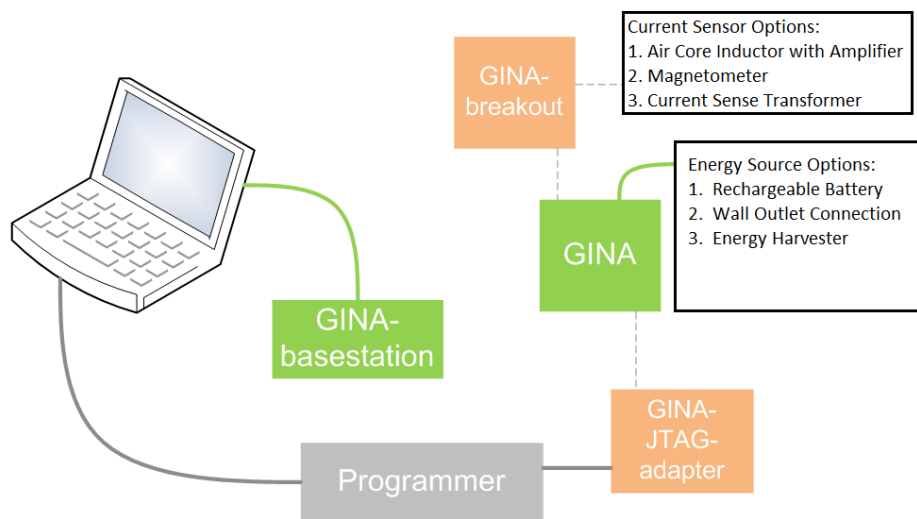 Current Sensor Options:
1. Air Core Inductor with Amplifier
2. Magnetometer
3. Current Sense Transformer
GINA-
breakout
Energy Source Options:
1. Rechargeable Battery
2. Wall Outlet Connection
3. Energy Harvester
GINA
GINA-
basestation
GINA-
JTAG-
adapter
Programmer